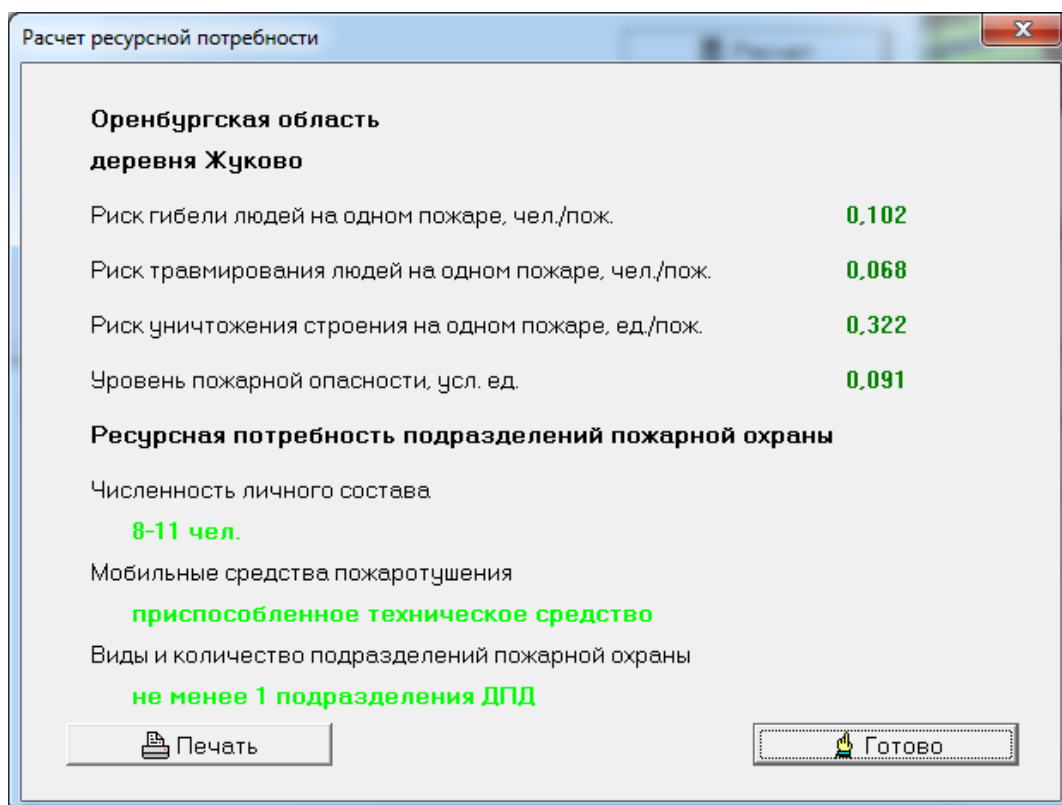 Расчет ресурсной потребности
Расчет
Оренбургская область
деревня Жуково
Риск гибели людей на одном пожаре, чел./пож. 0,102
Риск травмирования людей на одном пожаре, чел./пож. 0,068
Риск уничтожения строения на одном пожаре, ед./пож. 0,322
Уровень пожарной опасности, усл. ед. 0,091
Ресурсная потребность подразделений пожарной охраны
Численность личного состава
8-11 чел.
Мобильные средства пожаротушения
приспособленное техническое средство
Виды и количество подразделений пожарной охраны
не менее 1 подразделения ДПД
Печать Готово